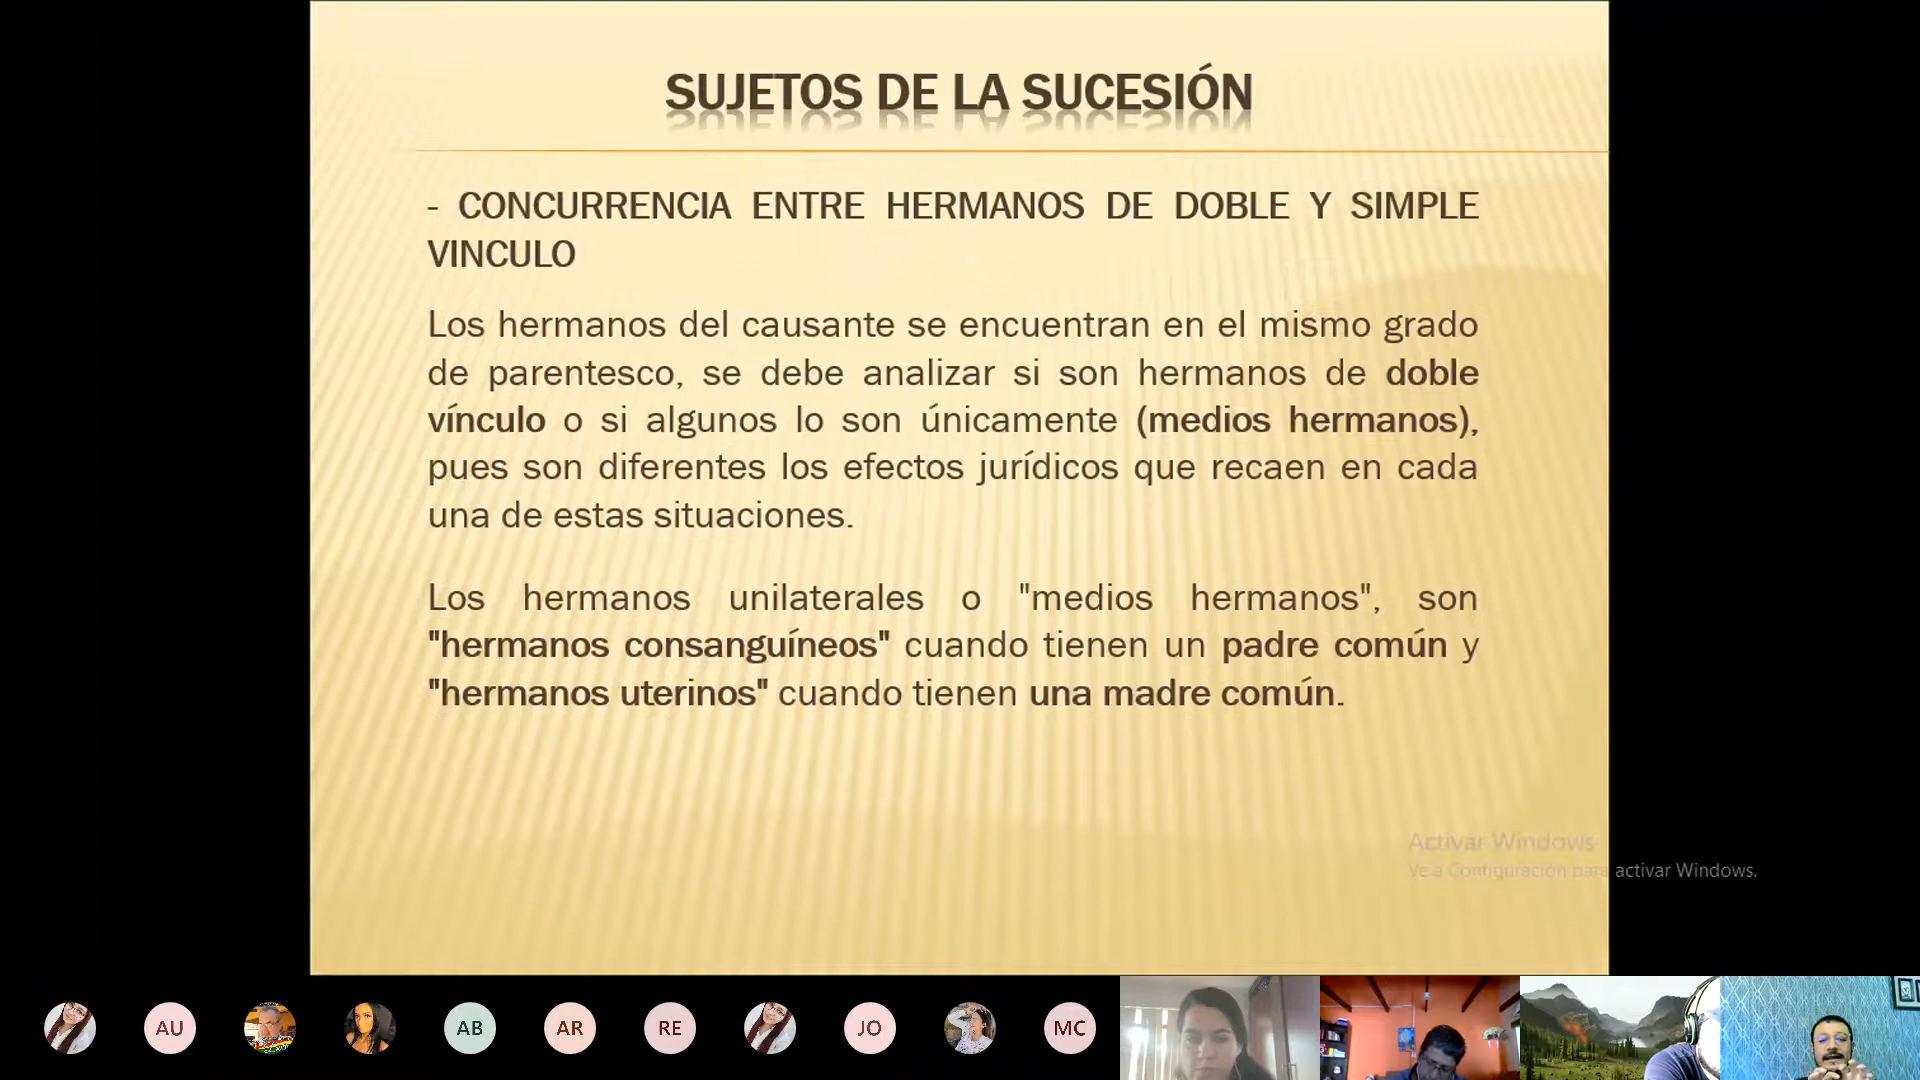 SUJETOS DE LA SUCESIÓN
- CONCURRENCIA ENTRE HERMANOS DE DOBLE Y SIMPLE
VINCULO
Los hermanos del causante se encuentran en el mismo grado
de parentesco, se debe analizar si son hermanos de doble
vínculo o si algunos lo son únicamente (medios hermanos),
pues son diferentes los efectos jurídicos que recaen en cada
una de estas situaciones.
Los hermanos unilaterales o "medios hermanos", son
"hermanos consanguíneos" cuando tienen un padre común y
"hermanos uterinos" cuando tienen una madre común.
Activar Windows
Ve a Configuración para activar Windows.
AU
AB
AR
RE
JO
MC